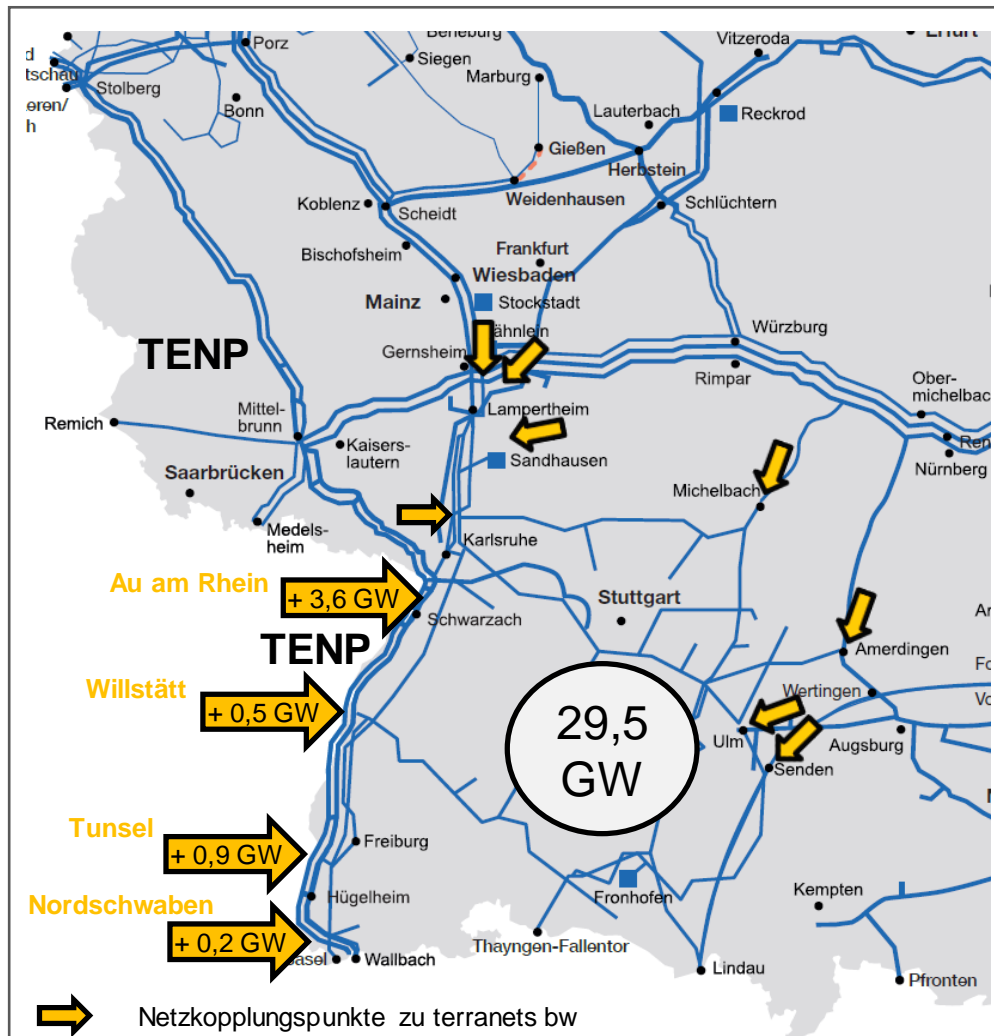 Porz
Siegen
Marburg
Vitzeroda
Stolberg
Bonn
Lauterbach
Reckrod
Gießen
Herbstein
Weidenhausen
Koblenz
Scheidt
Schlüchtern
Bischofsheim
Frankfurt
Wiesbaden
Mainz
Stockstadt
Würzburg
TENP
Gernsheim
Rimpar
Ober-
michelbach
Lampertheim
Remich
Mittel-
brunn
Kaisers-
lautern
Sandhausen
Nürnberg
Saarbrücken
Michelbach
Medels-
heim
Karlsruhe
Au am Rhein
+ 3,6 GW
Stuttgart
Schwarzach
TENP
Amerdingen
Willstätt
+ 0,5 GW
Wertingen
29,5
GW
Ulm
Augsburg
Senden
Tunsel
+ 0,9 GW
Freiburg
Nordschwaben
Hügelheim
Fronhofen
Kempten
+ 0,2 GW
Wallbach
Thayngen-Fallentor
Lindau
Pfronten
Netzkopplungspunkte zu terranets bw